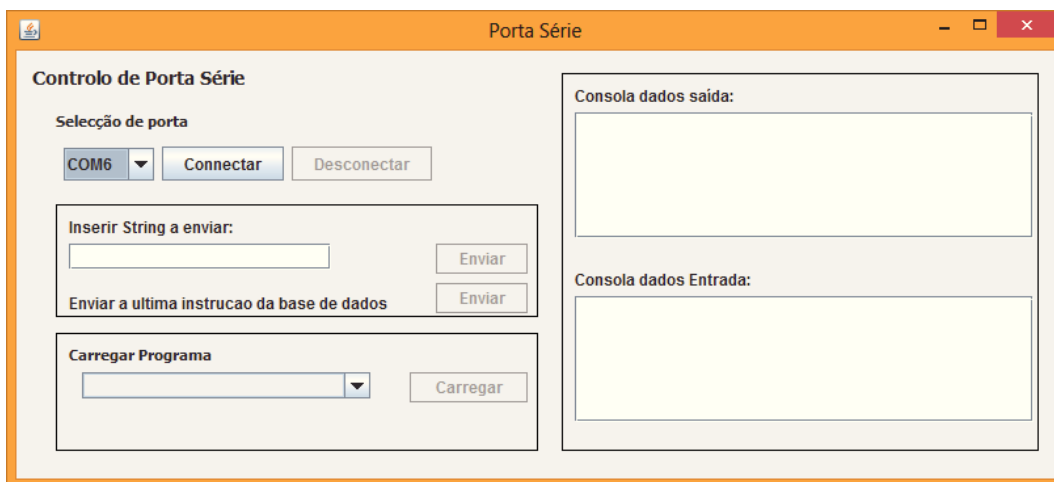 Porta Série
Controlo de Porta Série
Selecção de porta
COM6 Connectar Desconectar
Inserir String a enviar:
Enviar
Enviar a ultima instrucao da base de dados Enviar
Carregar Programa
Carregar
Consola dados saída:
Consola dados Entrada: